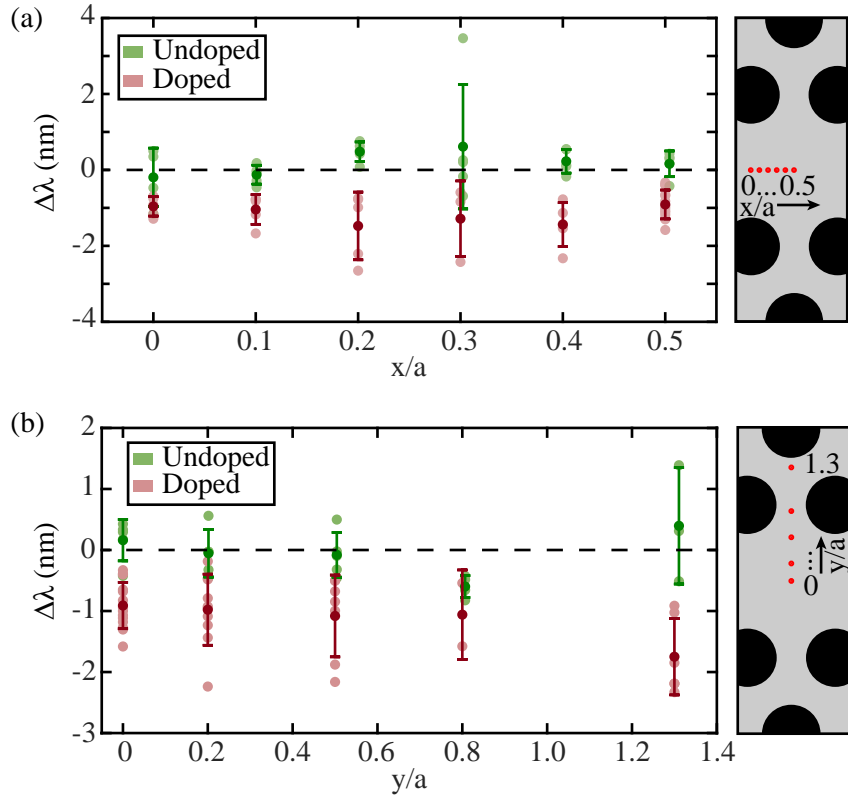 (a)
4
2
0
-2
-4
Δλ (nm)
Undoped
Doped
0 0.1 0.2 0.3 0.4 0.5
x/a
0...0.5
x/a
(b)
2
1
0
-1
-2
-3
Δλ (nm)
Undoped
Doped
0 0.2 0.4 0.6 0.8 1.0 1.2 1.4
y/a
1.3
...
0
y/a